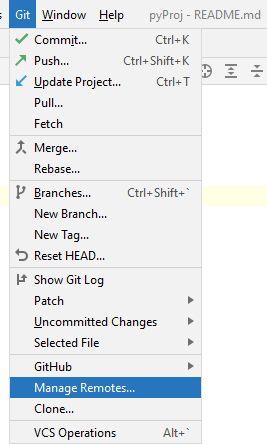 Git Window pyProj - README.md
Commit... Ctrl+K
Push... Ctrl+Shift+K
Update Project... Ctrl+T
Pull...
Fetch
Merge...
Rebase...
Branches... Ctrl+Shift+`
New Branch...
New Tag...
Reset HEAD...
Show Git Log
Patch
Uncommitted Changes
Selected File
GitHub
Manage Remotes...
Clone...
VCS Operations Alt+`